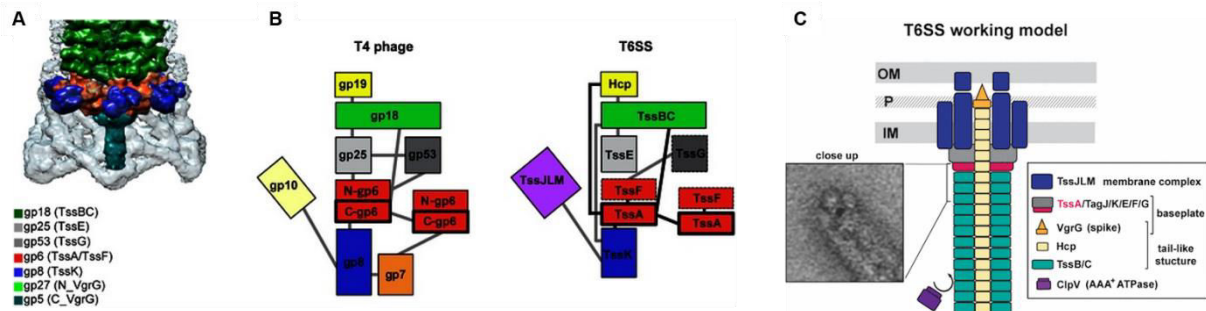 A
gp18 (TssBC)
gp25 (TssE)
gp53 (TssG)
gp6 (TssA/TssF)
gp8 (TssK)
gp27 (N_VgrG)
gp5 (C_VgrG)
B
T4 phage
gp19
gp18
gp25
gp53
gp10
N-gp6
C-gp6
N-gp6
C-gp6
gp8
gp7
T6SS
Hcp
TssBC
TssE
TssG
TssJLM
TssF
TssA
TssF
TssA
TssK
C
T6SS working model
OM
P
IM
close up
TssJLM membrane complex
TssA/TagJ/K/E/F/G
baseplate
VgrG (spike)
Hcp
tail-like
stucture
TssB/C
ClpV (AAA+ ATPase)